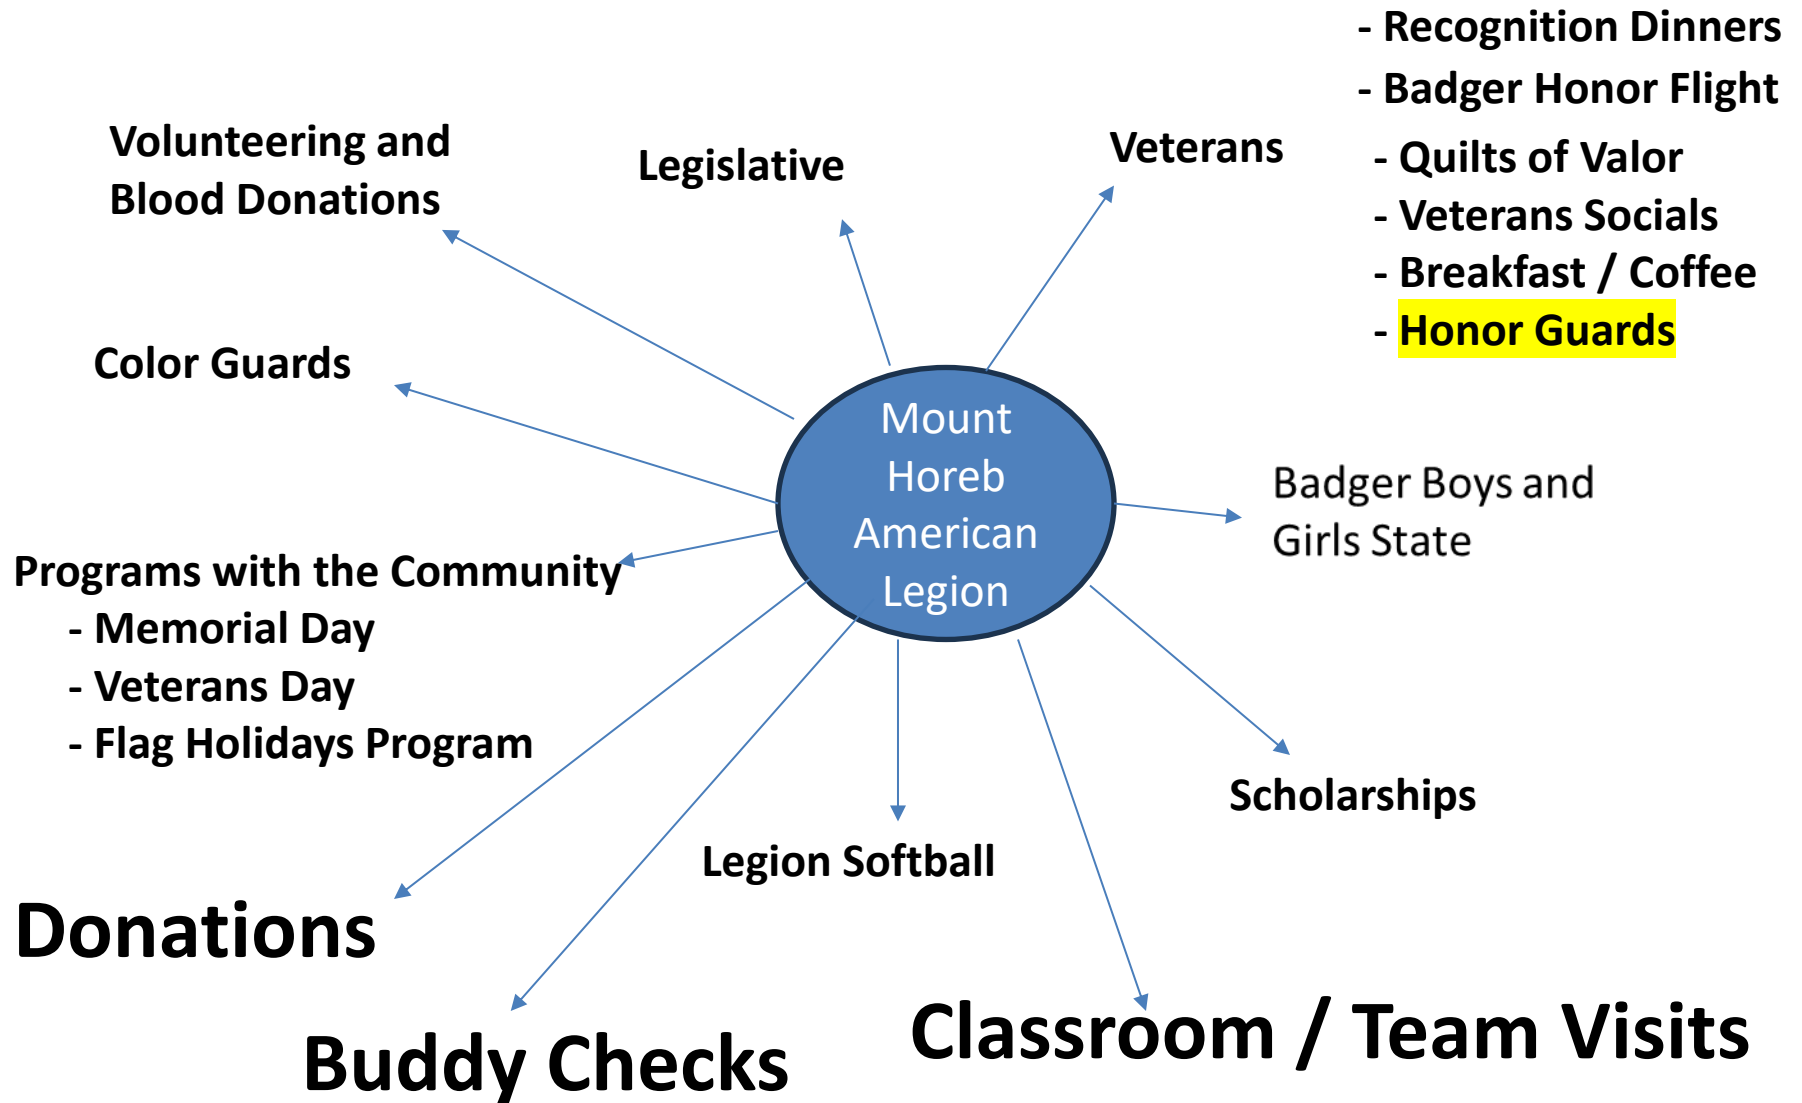 - Recognition Dinners
- Badger Honor Flight
- Quilts of Valor
- Veterans Socials
- Breakfast / Coffee
- Honor Guards
Volunteering and
Blood Donations
Legislative
Veterans
Color Guards
Mount
Horeb
American
Legion
Badger Boys and
Girls State
Programs with the Community
- Memorial Day
- Veterans Day
- Flag Holidays Program
Scholarships
Legion Softball
Donations
Buddy Checks
Classroom / Team Visits